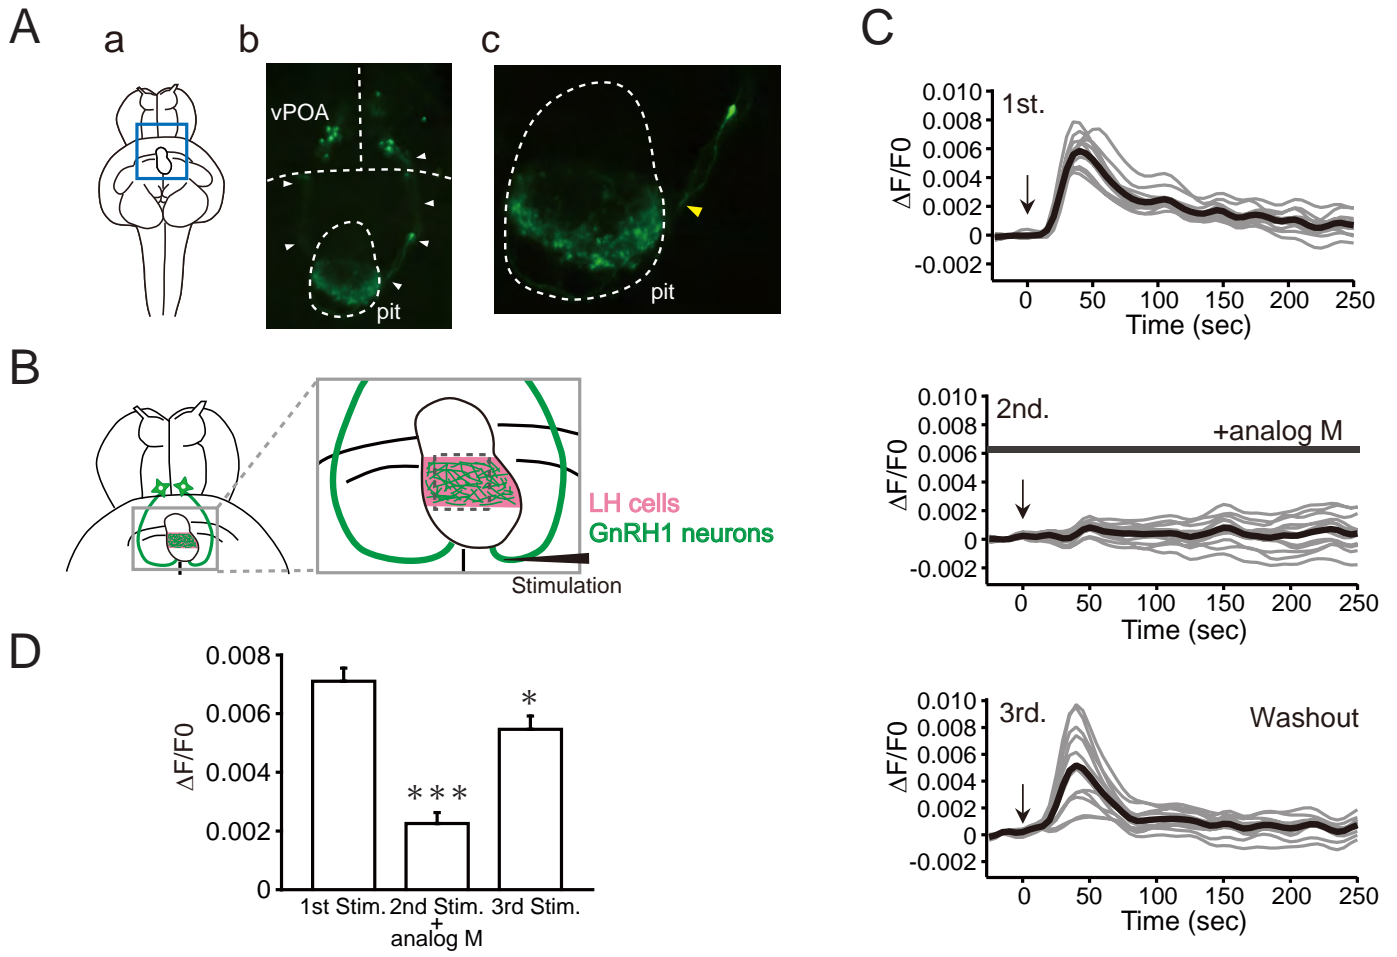 A
a
b
c
vPOA
pit
pit
B
LH cells
GnRH1 neurons
Stimulation
C
1st.
ΔF/F0
0.010
0.008
0.006
0.004
0.002
0
-0.002
0
50
100
150
200
250
Time (sec)
2nd.
+analog M
ΔF/F0
0.010
0.008
0.006
0.004
0.002
0
-0.002
0
50
100
150
200
250
Time (sec)
3rd.
Washout
ΔF/F0
0.010
0.008
0.006
0.004
0.002
0
-0.002
0
50
100
150
200
250
Time (sec)
D
ΔF/F0
0.008
0.006
0.004
0.002
0
***
*
1st Stim. 2nd Stim. 3rd Stim.
+
analog M